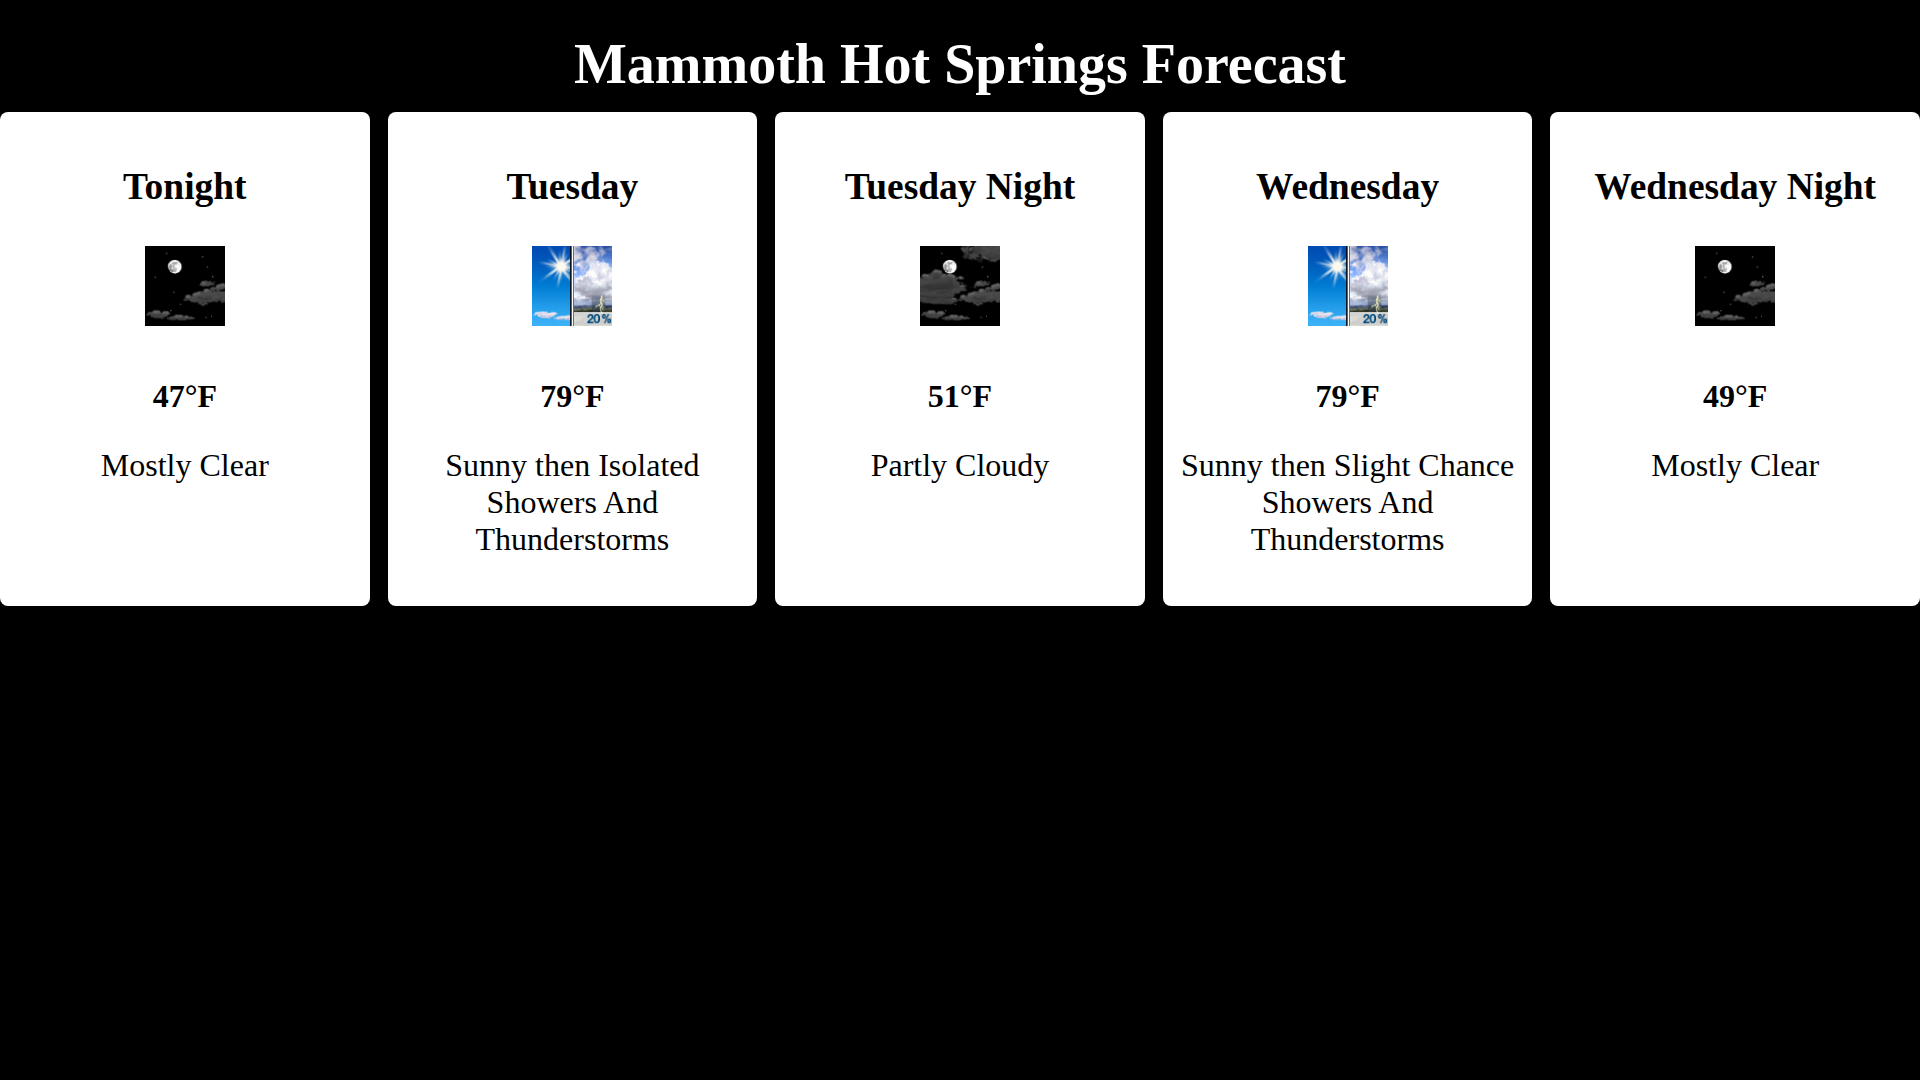 Mammoth Hot Springs Forecast
Tonight
47°F
Mostly Clear
Tuesday
20%
79°F
Sunny then Isolated
Showers And
Thunderstorms
Tuesday Night
51°F
Partly Cloudy
Wednesday
20%
79°F
Sunny then Slight Chance
Showers And
Thunderstorms
Wednesday Night
49°F
Mostly Clear